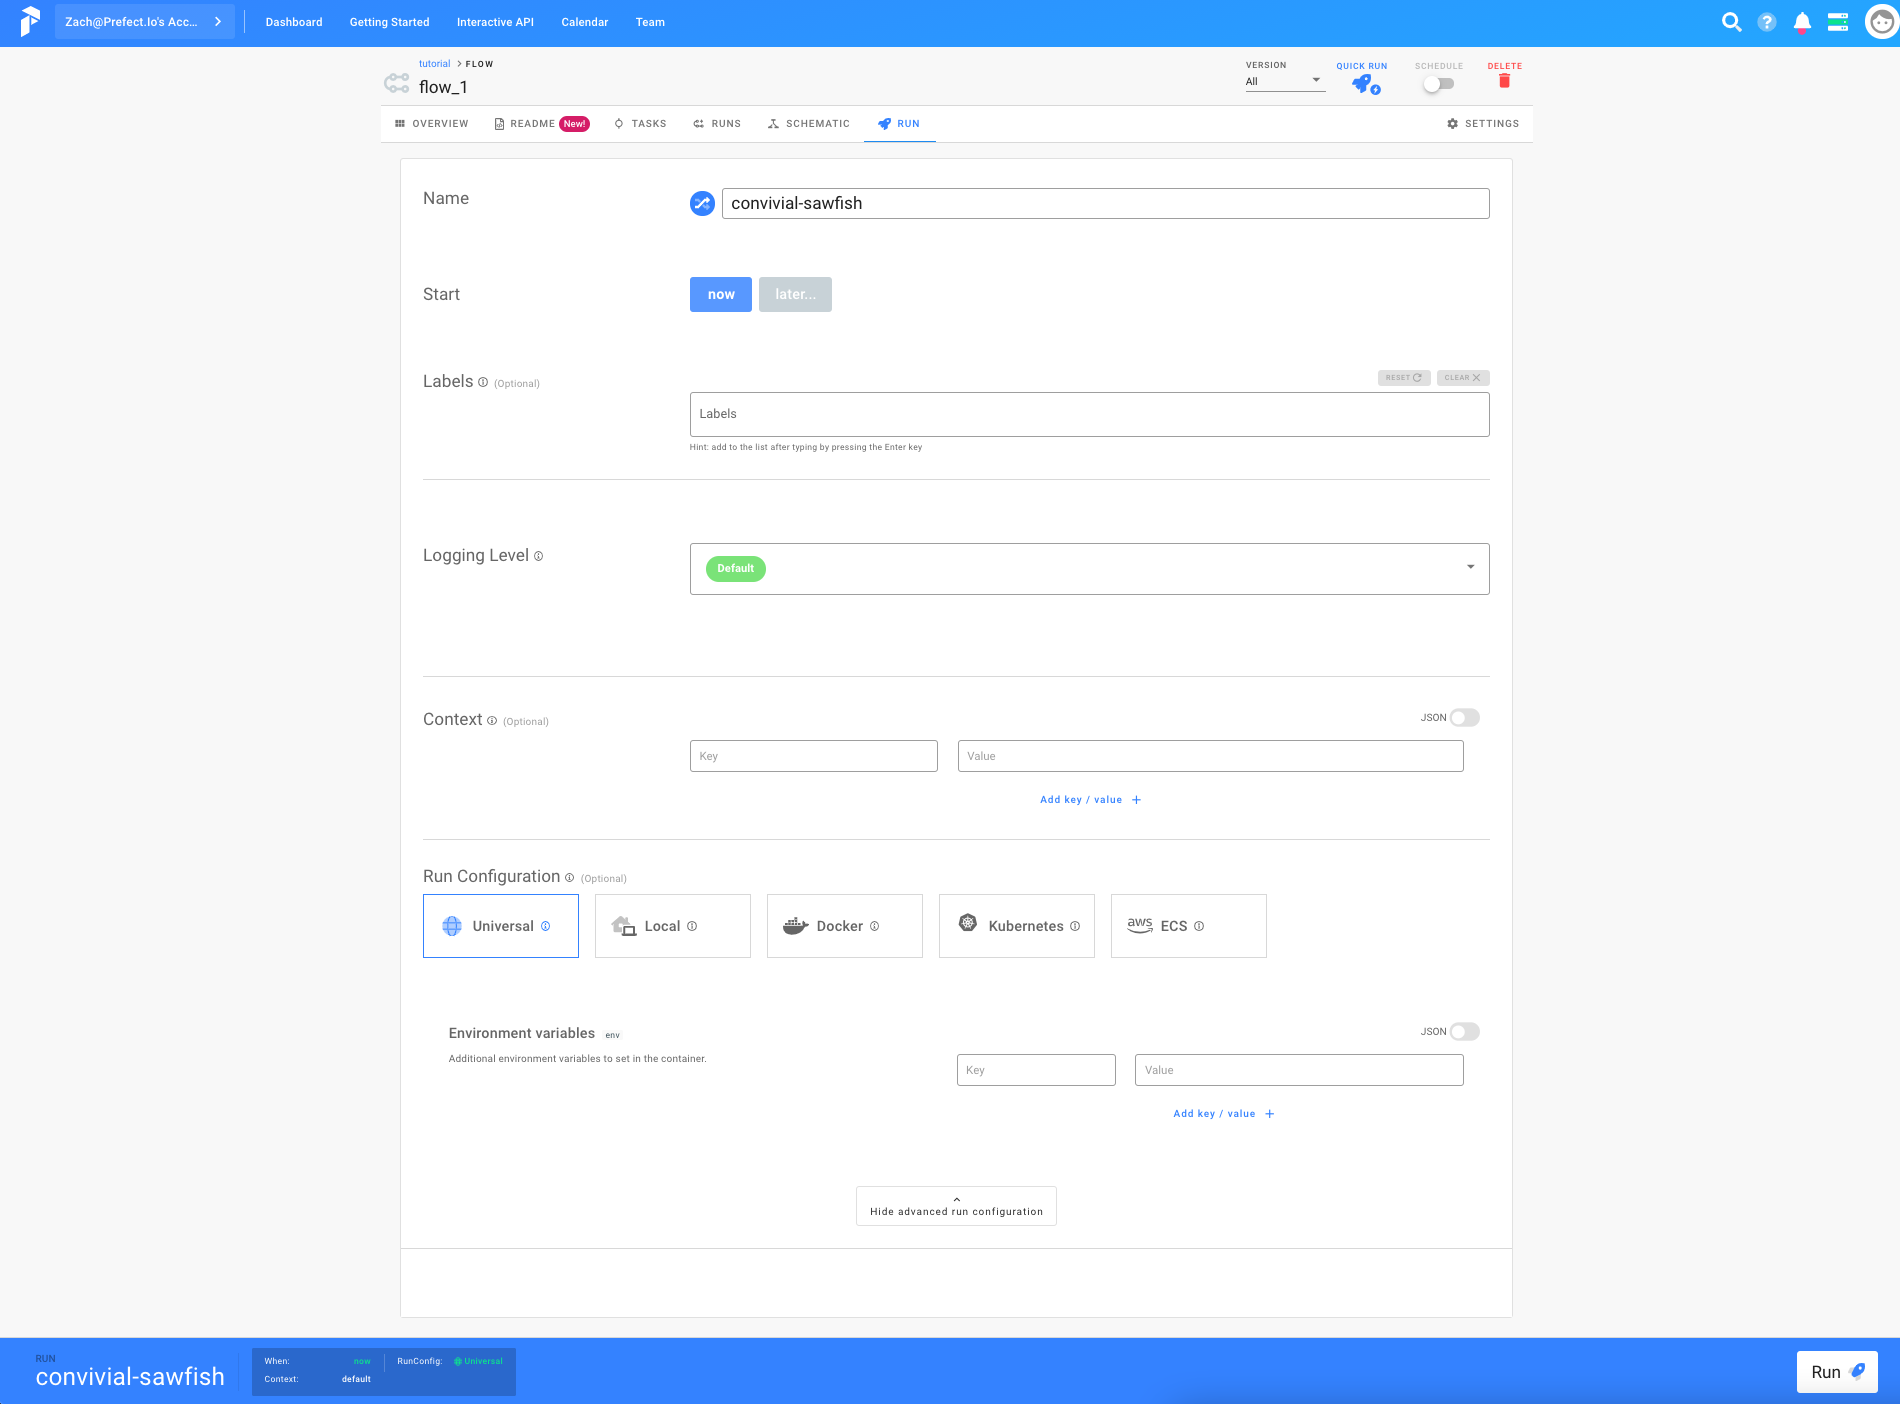 Zach@Prefect.Io's Acc...
Dashboard
Getting Started
Interactive API
Calendar
Team
tutorial > FLOW
flow_1
VERSION
All
QUICK RUN
SCHEDULE
DELETE
OVERVIEW
README New!
TASKS
RUNS
SCHEMATIC
RUN
SETTINGS
Name
convivial-sawfish
Start
now
later...
Labels (Optional)
RESET
CLEAR
Labels
Hint: add to the list after typing by pressing the Enter key
Logging Level
Default
Context (Optional)
JSON
Key
Value
Add key / value +
Run Configuration (Optional)
Universal
Local
Docker
Kubernetes
aws ECS
Environment variables env
JSON
Additional environment variables to set in the container.
Key
Value
Add key / value +
Hide advanced run configuration
RUN
convivial-sawfish
When: now
RunConfig: Universal
Context: default
Run